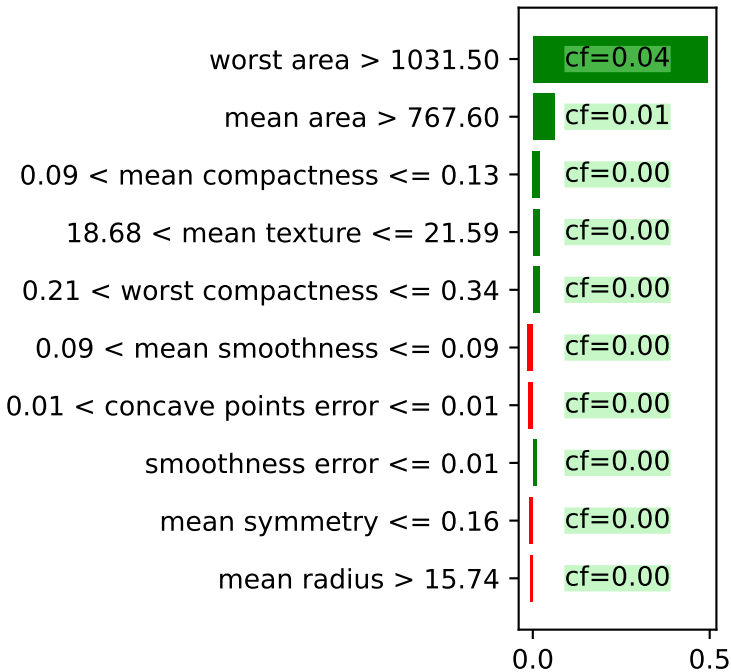 worst area > 1031.50 cf=0.04
mean area > 767.60 cf=0.01
0.09 < mean compactness <= 0.13 cf=0.00
18.68 < mean texture <= 21.59 cf=0.00
0.21 < worst compactness <= 0.34 cf=0.00
0.09 < mean smoothness <= 0.09 cf=0.00
0.01 < concave points error <= 0.01 cf=0.00
smoothness error <= 0.01 cf=0.00
mean symmetry <= 0.16 cf=0.00
mean radius > 15.74 cf=0.00
0.0 0.5